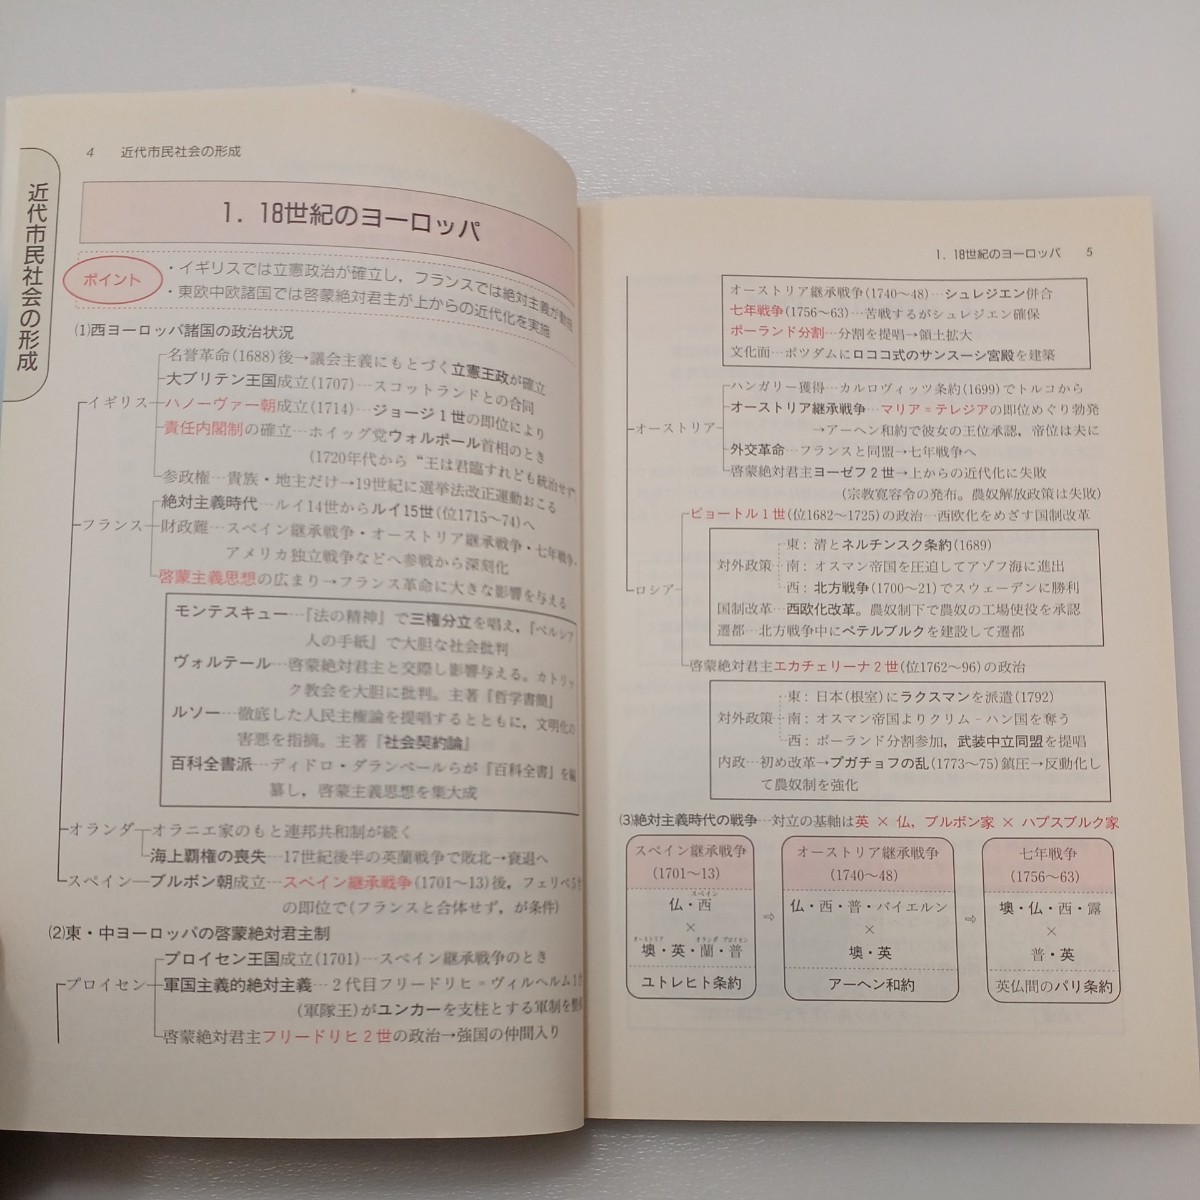 近代市民社会の形成
4 近代市民社会の形成
1. 18世紀のヨーロッパ
ポイント
・イギリスでは立憲政治が確立し，フランスでは絶対主義が動揺
・東欧中欧諸国では啓蒙絶対君主が上からの近代化を実施
(1)西ヨーロッパ諸国の政治状況
名誉革命(1688)後→議会主義にもとづく立憲王政が確立
大ブリテン王国成立(1707)…スコットランドとの合同
イギリス ハノーヴァー朝成立(1714)…ジョージ1世の即位により
責任内閣制の確立…ホイッグ党ウォルポール首相のとき
(1720年代から“王は君臨すれども統治せず”
参政権…貴族・地主だけ→19世紀に選挙法改正運動おこる
絶対主義時代…ルイ14世からルイ15世(位1715〜74)へ
フランス 財政難…スペイン継承戦争・オーストリア継承戦争・七年戦争・
アメリカ独立戦争などへ参戦から深刻化
啓蒙主義思想の広まり→フランス革命に大きな影響を与える
モンテスキュー…『法の精神』で三権分立を唱え，『ペルシア
人の手紙』で大胆な社会批判
ヴォルテール…啓蒙絶対君主と交際し影響与える。カトリッ
ク教会を大胆に批判。主著『哲学書簡』
ルソー…徹底した人民主権論を提唱するとともに，文明化の
害悪を指摘。主著『社会契約論』
百科全書派…ディドロ・ダランベールらが『百科全書』を編
纂し，啓蒙主義思想を集大成
オランダ オラニエ家のもと連邦共和制が続く
海上覇権の喪失…17世紀後半の英蘭戦争で敗北→衰退へ
スペイン ブルボン朝成立…スペイン継承戦争(1701〜13)後，フェリペ5
の即位で(フランスと合体せず，が条件)
(2)東・中ヨーロッパの啓蒙絶対君主制
プロイセン王国成立(1701)…スペイン継承戦争のとき
プロイセン 軍国主義的絶対主義…2代目フリードリヒ＝ヴィルヘルム1
(軍隊王)がユンカーを支柱とする軍制を整
啓蒙絶対君主フリードリヒ2世の政治→強国の仲間入り
1. 18世紀のヨーロッパ 5
オーストリア継承戦争(1740〜48)…シュレジエン併合
七年戦争(1756〜63)…苦戦するがシュレジエン確保
ポーランド分割…分割を提唱→領土拡大
文化面…ポツダムにロココ式のサンスーシ宮殿を建築
ハンガリー獲得…カルロヴィッツ条約(1699)でトルコから
オーストリア継承戦争…マリア＝テレジアの即位めぐり勃発
オーストリア →アーヘン和約で彼女の王位承認，帝位は夫に
外交革命…フランスと同盟→七年戦争へ
啓蒙絶対君主ヨーゼフ2世→上からの近代化に失敗
(宗教寛容令の発布。農奴解放政策は失敗)
ピョートル1世(位1682〜1725)の政治…西欧化をめざす国制改革
東：清とネルチンスク条約(1689)
対外政策 南：オスマン帝国を圧迫してアゾフ海に進出
ロシア 西：北方戦争(1700〜21)でスウェーデンに勝利
国制改革…西欧化改革。農奴制下で農奴の工場使役を承認
遷都…北方戦争中にペテルブルクを建設して遷都
啓蒙絶対君主エカチェリーナ2世(位1762〜96)の政治
東：日本(根室)にラクスマンを派遣(1792)
対外政策 南：オスマン帝国よりクリム＝ハン国を奪う
西：ポーランド分割参加，武装中立同盟を提唱
内政…初め改革→プガチョフの乱(1773〜75)鎮圧→反動化し
て農奴制を強化
(3)絶対主義時代の戦争…対立の基軸は英×仏，ブルボン家×ハプスブルク家
スペイン継承戦争
(1701〜13)
スペイン
仏・西
×
オーストリア オランダ プロイセン
墺・英・蘭・普
ユトレヒト条約
⇨
オーストリア継承戦争
(1740〜48)
仏・西・普・バイエルン
×
墺・英
アーヘン和約
⇨
七年戦争
(1756〜63)
墺・仏・西・露
×
普・英
英仏間のパリ条約